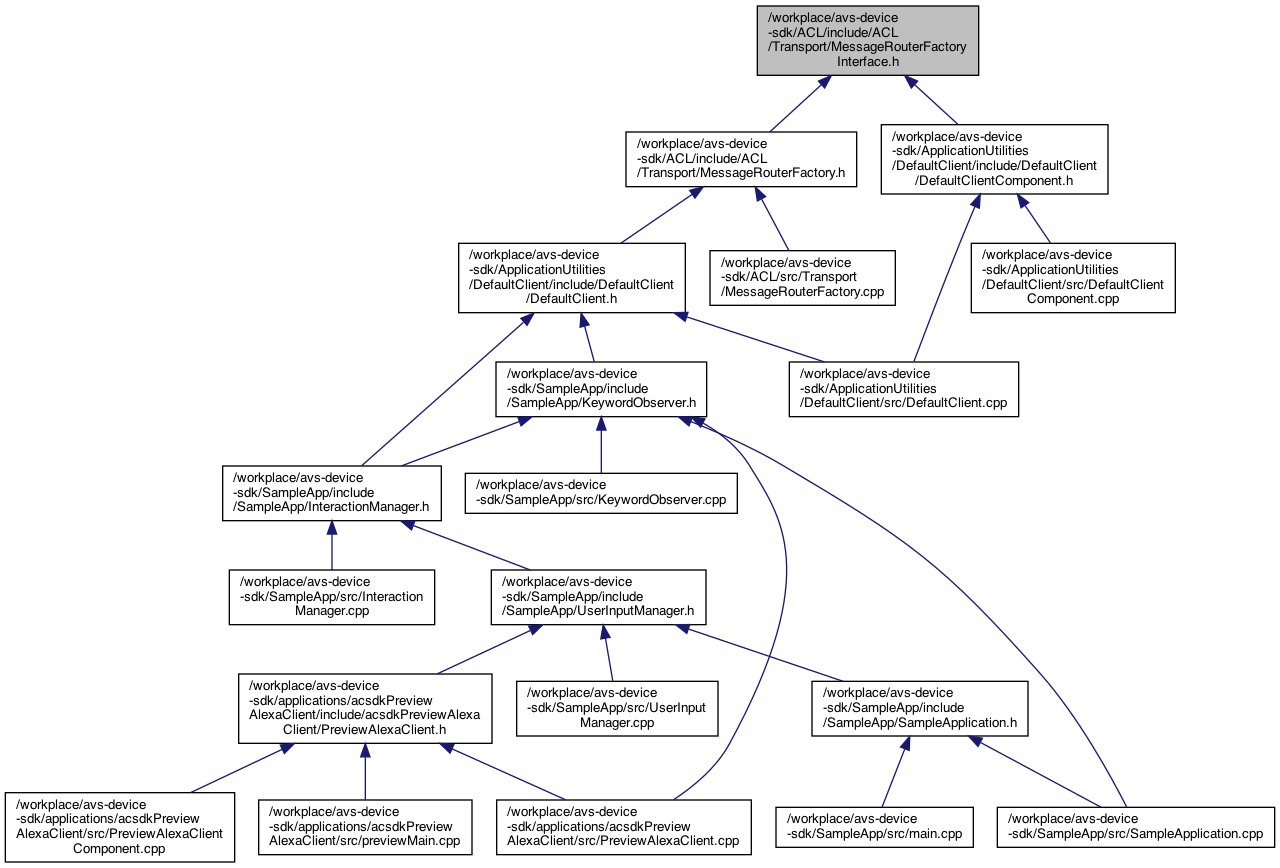 /workplace/avs-device
-sdk/ACL/include/ACL
/Transport/MessageRouterFactory
Interface.h
/workplace/avs-device
-sdk/ACL/include/ACL
/Transport/MessageRouterFactory.h
/workplace/avs-device
-sdk/ApplicationUtilities
/DefaultClient/include/DefaultClient
/DefaultClientComponent.h
/workplace/avs-device
-sdk/ApplicationUtilities
/DefaultClient/include/DefaultClient
/DefaultClient.h
/workplace/avs-device
-sdk/ACL/src/Transport
/MessageRouterFactory.cpp
/workplace/avs-device
-sdk/ApplicationUtilities
/DefaultClient/src/DefaultClient
Component.cpp
/workplace/avs-device
-sdk/SampleApp/include
/SampleApp/KeywordObserver.h
/workplace/avs-device
-sdk/ApplicationUtilities
/DefaultClient/src/DefaultClient.cpp
/workplace/avs-device
-sdk/SampleApp/include
/SampleApp/InteractionManager.h
/workplace/avs-device
-sdk/SampleApp/src/KeywordObserver.cpp
/workplace/avs-device
-sdk/SampleApp/src/Interaction
Manager.cpp
/workplace/avs-device
-sdk/SampleApp/include
/SampleApp/UserInputManager.h
/workplace/avs-device
-sdk/applications/acsdkPreview
AlexaClient/include/acsdkPreviewAlexa
Client/PreviewAlexaClient.h
/workplace/avs-device
-sdk/SampleApp/src/UserInput
Manager.cpp
/workplace/avs-device
-sdk/SampleApp/include
/SampleApp/SampleApplication.h
/workplace/avs-device
-sdk/applications/acsdkPreview
AlexaClient/src/PreviewAlexaClient
Component.cpp
/workplace/avs-device
-sdk/applications/acsdkPreview
AlexaClient/src/previewMain.cpp
/workplace/avs-device
-sdk/applications/acsdkPreview
AlexaClient/src/PreviewAlexaClient.cpp
/workplace/avs-device
-sdk/SampleApp/src/main.cpp
/workplace/avs-device
-sdk/SampleApp/src/SampleApplication.cpp